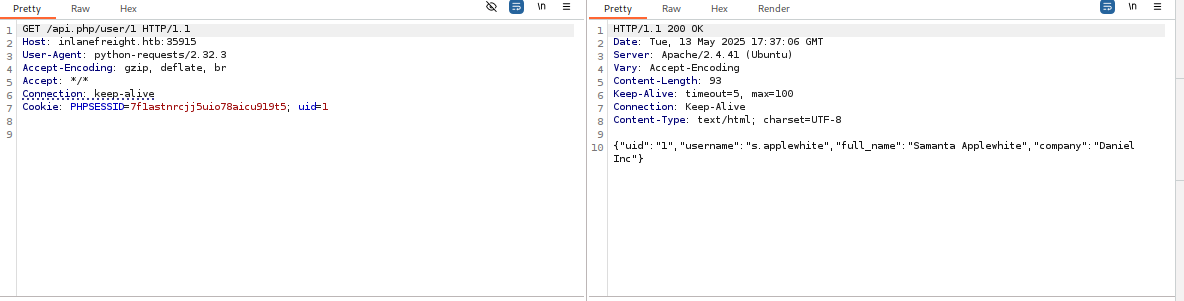 Pretty Raw Hex \n
1 GET /api.php/user/1 HTTP/1.1
2 Host: inlanefreight.htb:35915
3 User-Agent: python-requests/2.32.3
4 Accept-Encoding: gzip, deflate, br
5 Accept: */*
6 Connection: keep-alive
7 Cookie: PHPSESSID=7f1astnrcjj5uio78aicu919t5; uid=1
8
9
Pretty Raw Hex Render \n
1 HTTP/1.1 200 OK
2 Date: Tue, 13 May 2025 17:37:06 GMT
3 Server: Apache/2.4.41 (Ubuntu)
4 Vary: Accept-Encoding
5 Content-Length: 93
6 Keep-Alive: timeout=5, max=100
7 Connection: Keep-Alive
8 Content-Type: text/html; charset=UTF-8
9
10 {"uid":"1","username":"s.applewhite","full_name":"Samanta Applewhite","company":"Daniel
Inc"}